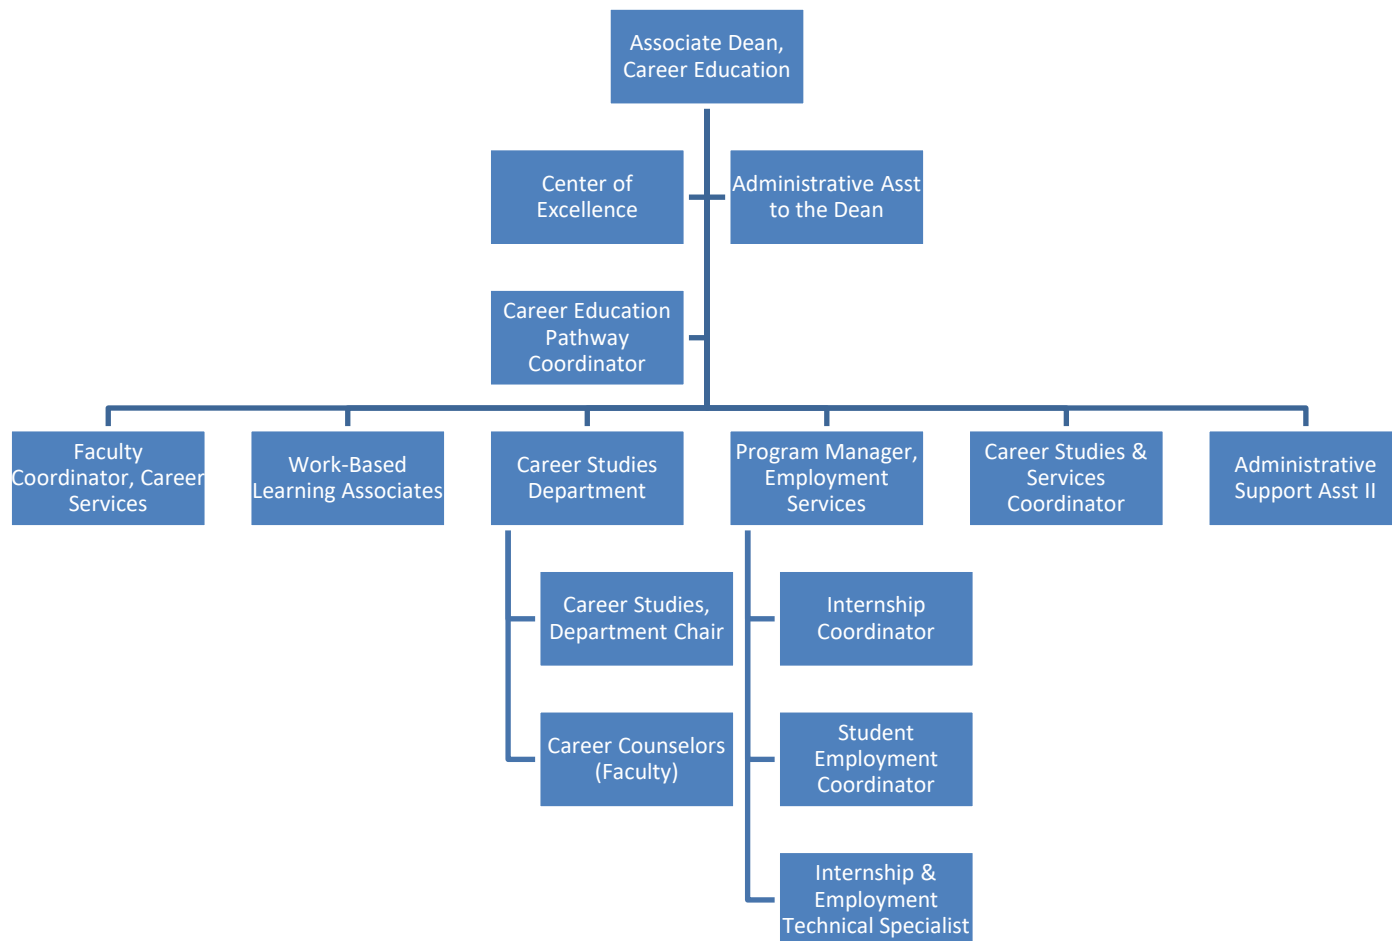 Associate Dean,
Career Education
Center of
Excellence
Administrative Asst
to the Dean
Career Education
Pathway
Coordinator
Faculty
Coordinator, Career
Services
Work-Based
Learning Associates
Career Studies
Department
Program Manager,
Employment
Services
Career Studies &
Services
Coordinator
Administrative
Support Asst II
Career Studies,
Department Chair
Internship
Coordinator
Career Counselors
(Faculty)
Student
Employment
Coordinator
Internship &
Employment
Technical Specialist